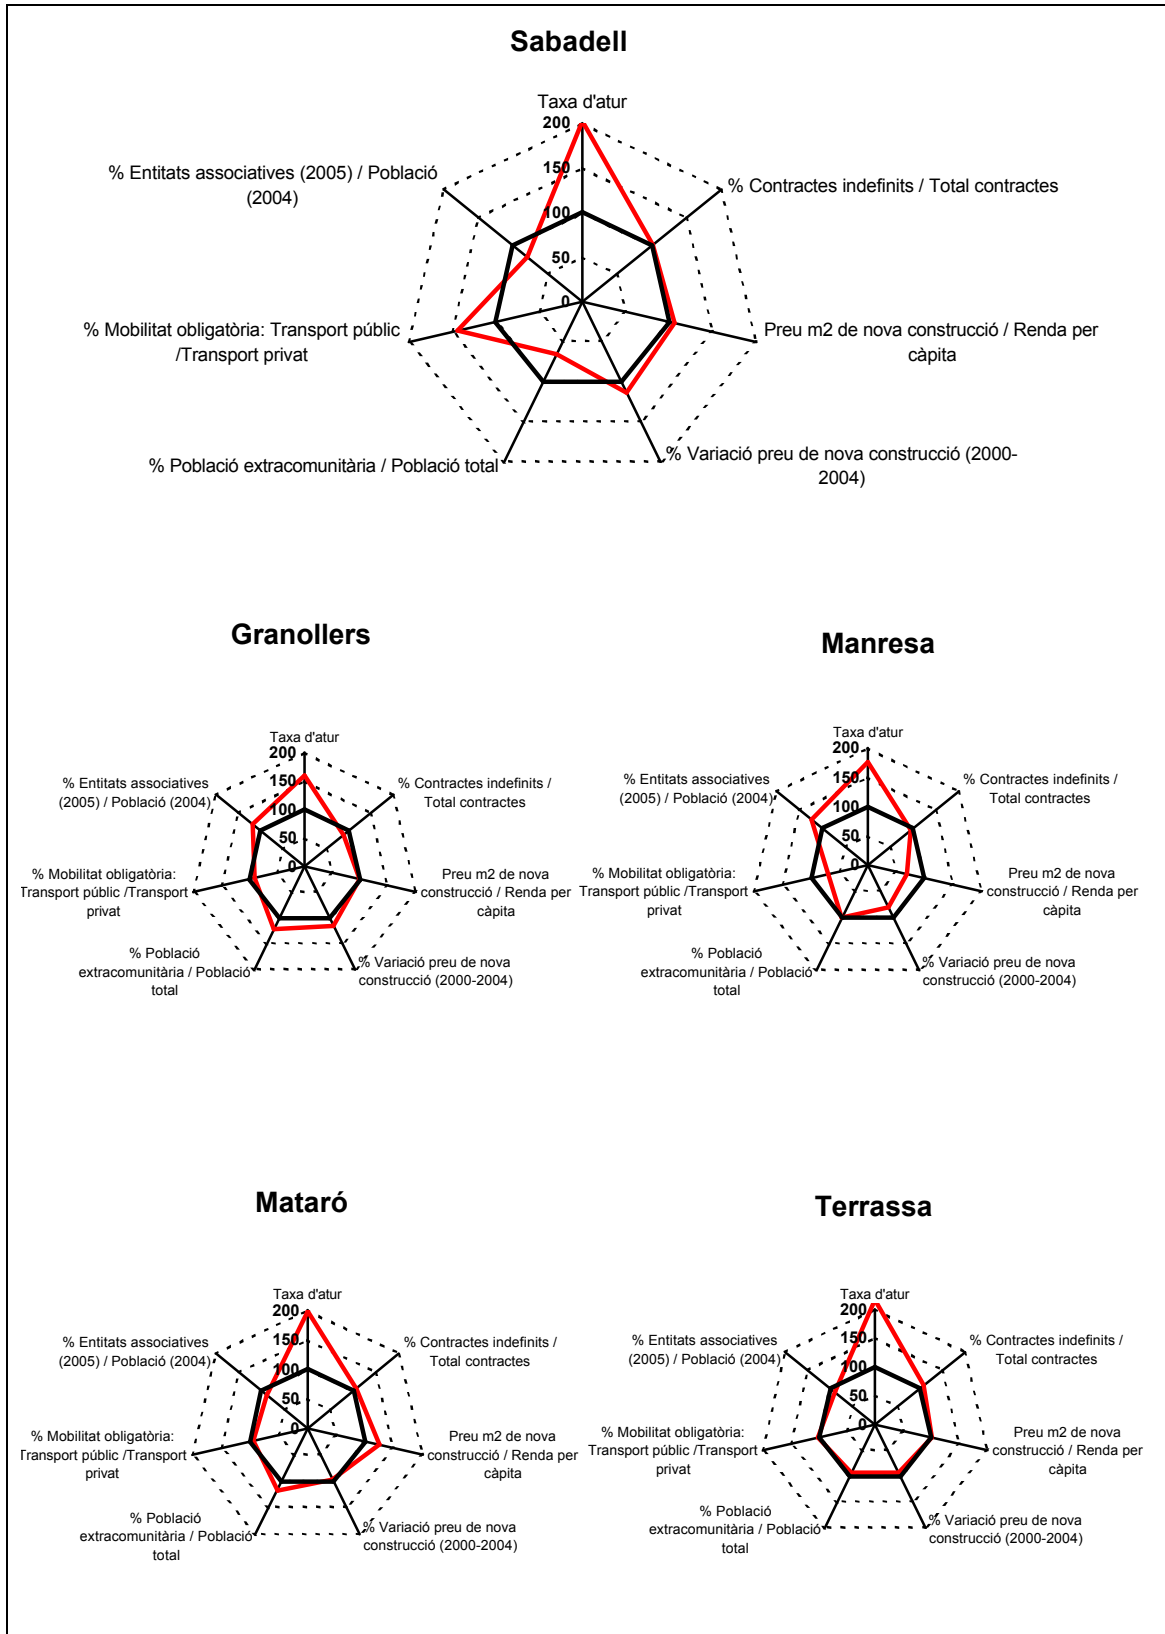 Sabadell
Taxa d'atur
200
150
100
50
0
% Contractes indefinits / Total contractes
Preu m2 de nova construcció / Renda per
càpita
% Variació preu de nova construcció (2000-
2004)
% Població extracomunitària / Població total
% Mobilitat obligatòria: Transport públic
/Transport privat
% Entitats associatives (2005) / Població
(2004)
Granollers
Taxa d'atur
200
150
100
50
0
% Contractes indefinits /
Total contractes
Preu m2 de nova
construcció / Renda per
càpita
% Variació preu de nova
construcció (2000-2004)
% Població
extracomunitària / Població
total
% Mobilitat obligatòria:
Transport públic /Transport
privat
% Entitats associatives
(2005) / Població (2004)
Manresa
Taxa d'atur
200
150
100
50
0
% Contractes indefinits /
Total contractes
Preu m2 de nova
construcció / Renda per
càpita
% Variació preu de nova
construcció (2000-2004)
% Població
extracomunitària / Població
total
% Mobilitat obligatòria:
Transport públic /Transport
privat
% Entitats associatives
(2005) / Població (2004)
Mataró
Taxa d'atur
200
150
100
50
0
% Contractes indefinits /
Total contractes
Preu m2 de nova
construcció / Renda per
càpita
% Variació preu de nova
construcció (2000-2004)
% Població
extracomunitària / Població
total
% Mobilitat obligatòria:
Transport públic /Transport
privat
% Entitats associatives
(2005) / Població (2004)
Terrassa
Taxa d'atur
200
150
100
50
0
% Contractes indefinits /
Total contractes
Preu m2 de nova
construcció / Renda per
càpita
% Variació preu de nova
construcció (2000-2004)
% Població
extracomunitària / Població
total
% Mobilitat obligatòria:
Transport públic /Transport
privat
% Entitats associatives
(2005) / Població (2004)